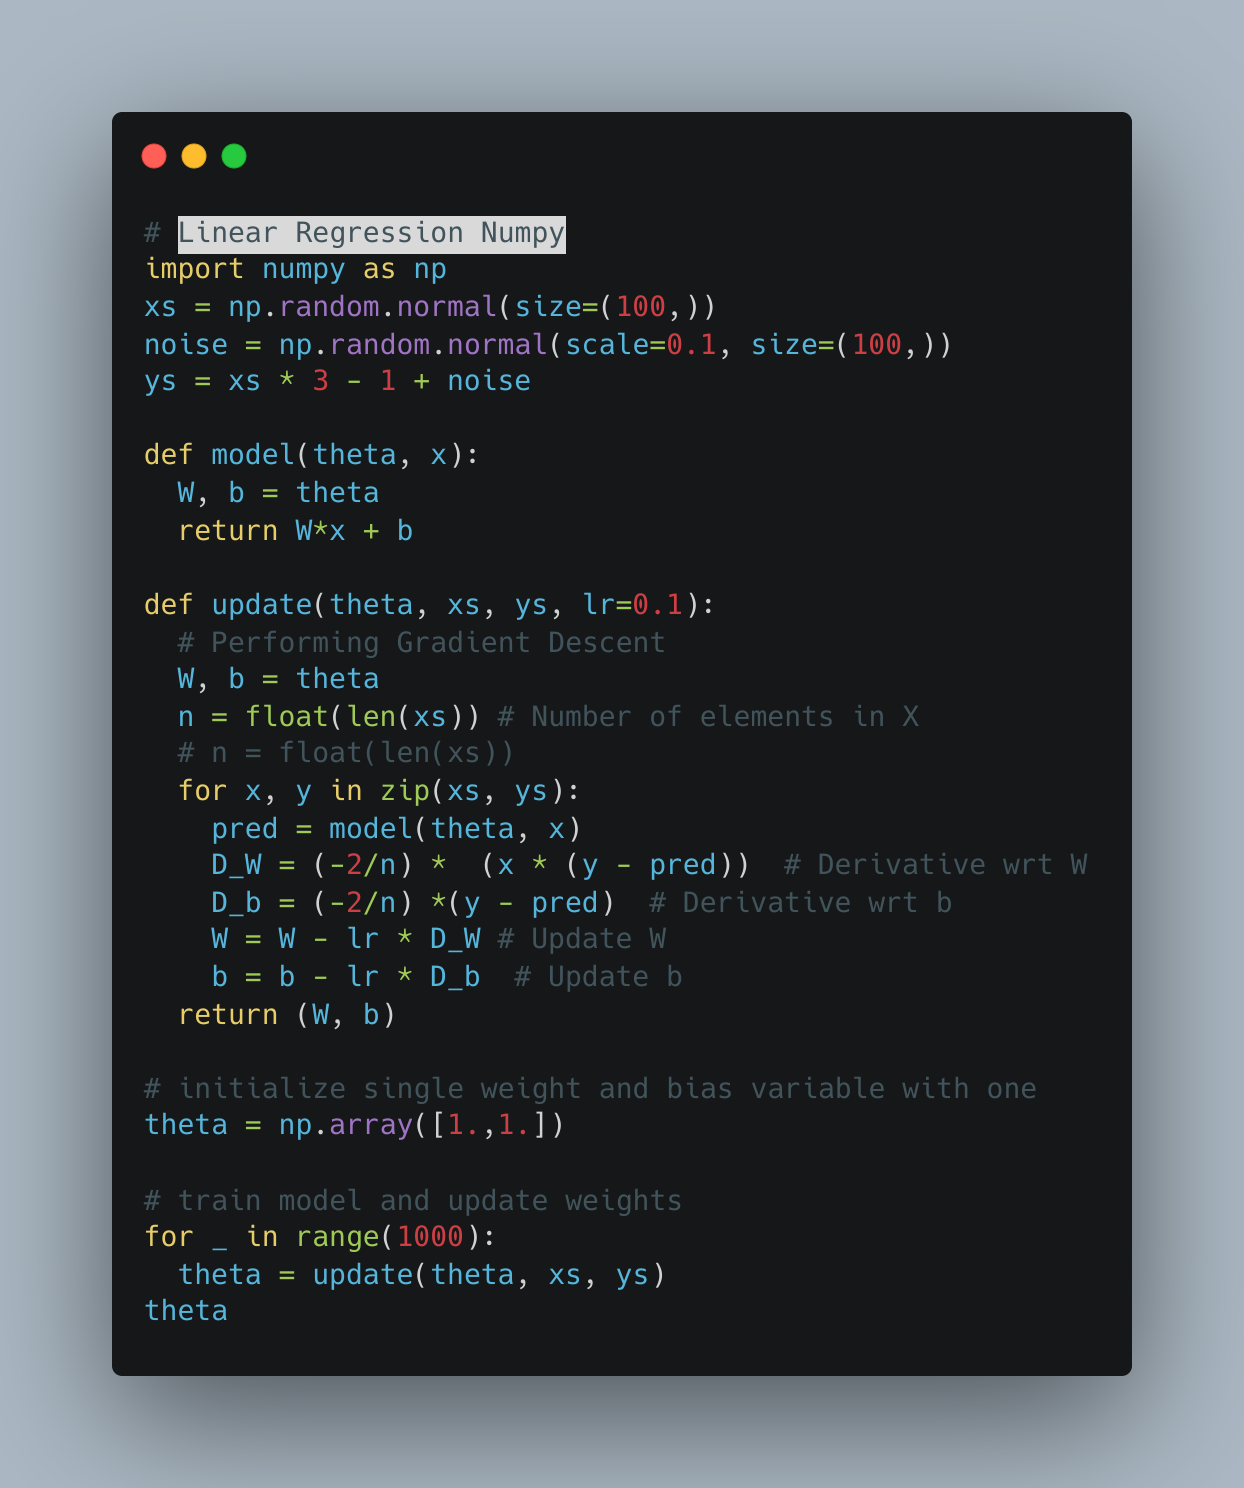 # Linear Regression Numpy
import numpy as np
xs = np.random.normal(size=(100,))
noise = np.random.normal(scale=0.1, size=(100,))
ys = xs * 3 - 1 + noise

def model(theta, x):
  W, b = theta
  return W*x + b

def update(theta, xs, ys, lr=0.1):
  # Performing Gradient Descent
  W, b = theta
  n = float(len(xs)) # Number of elements in X
  # n = float(len(xs))
  for x, y in zip(xs, ys):
    pred = model(theta, x)
    D_W = (-2/n) *  (x * (y - pred))  # Derivative wrt W
    D_b = (-2/n) *(y - pred)  # Derivative wrt b
    W = W - lr * D_W # Update W
    b = b - lr * D_b  # Update b
  return (W, b)

# initialize single weight and bias variable with one
theta = np.array([1.,1.])

# train model and update weights
for _ in range(1000):
  theta = update(theta, xs, ys)
theta